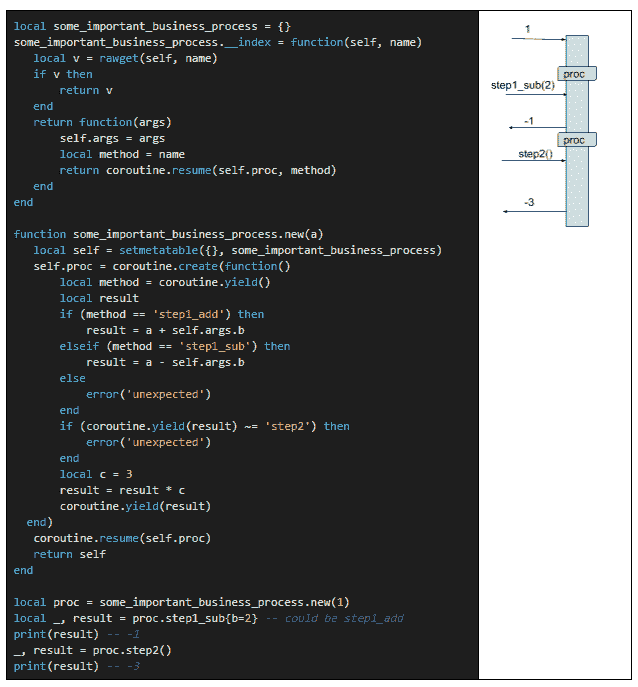 local some_important_business_process = {}
some_important_business_process.__index = function(self, name)
   local v = rawget(self, name)
   if v then
       return v
   end
   return function(args)
       self.args = args
       local method = name
       return coroutine.resume(self.proc, method)
   end
end
function some_important_business_process.new(a)
   local self = setmetatable({}, some_important_business_process)
   self.proc = coroutine.create(function()
       local method = coroutine.yield()
       local result
       if (method == 'step1_add') then
           result = a + self.args.b
       elseif (method == 'step1_sub') then
           result = a - self.args.b
       else
           error('unexpected')
       end
       if (coroutine.yield(result) ~= 'step2') then
           error('unexpected')
       end
       local c = 3
       result = result * c
       coroutine.yield(result)
  end)
   coroutine.resume(self.proc)
   return self
end
local proc = some_important_business_process.new(1)
local _, result = proc.step1_sub{b=2} -- could be step1_add
print(result) -- -1
_, result = proc.step2()
print(result) -- -3
1
proc
step1_sub(2)
-1
proc
step2()
-3